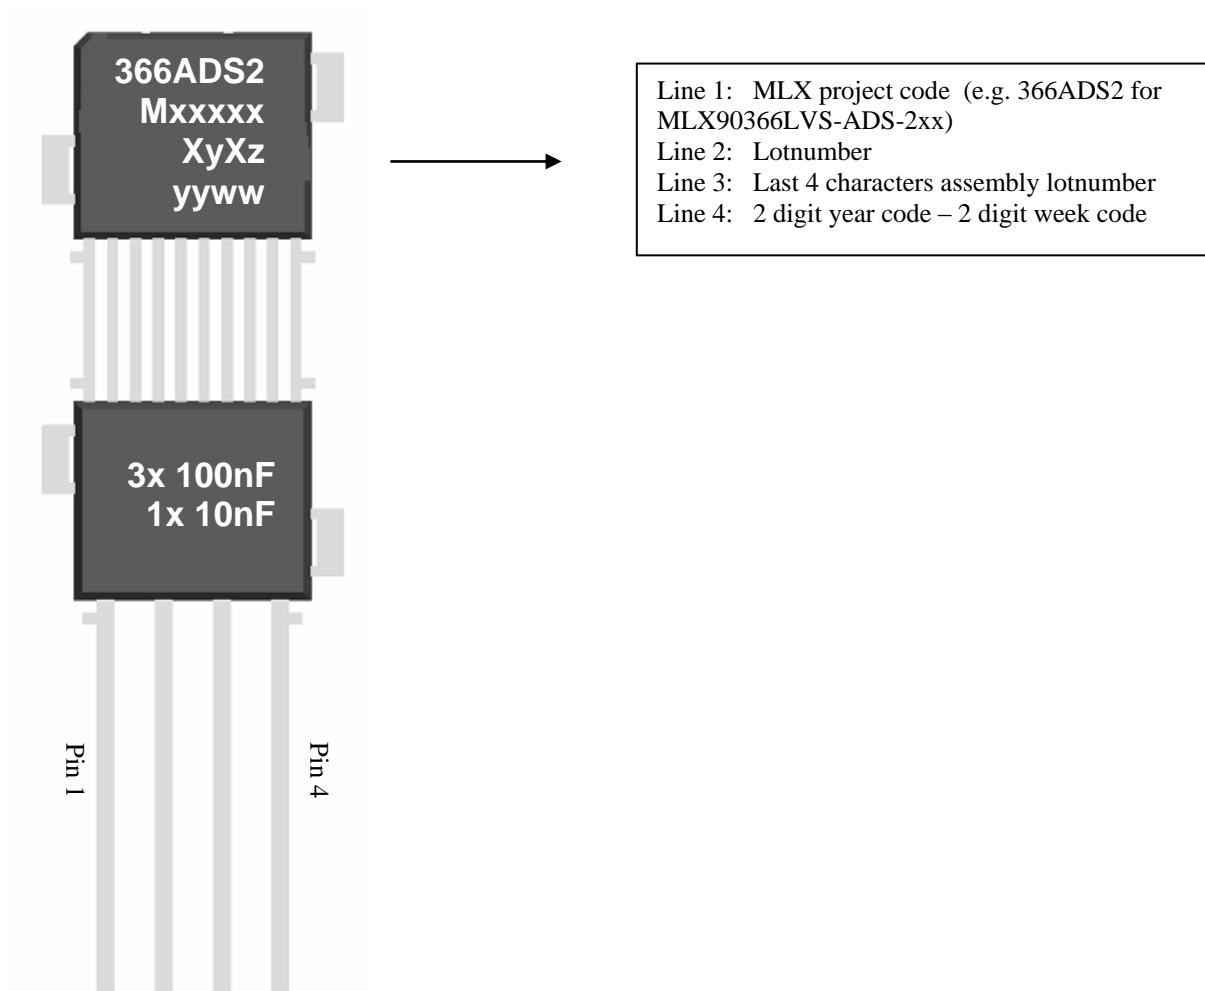 366ADS2
Mxxxxx
XyXz
yyww
Line 1: MLX project code (e.g. 366ADS2 for
MLX90366LVS-ADS-2xx)
Line 2: Lotnumber
Line 3: Last 4 characters assembly lotnumber
Line 4: 2 digit year code – 2 digit week code
3x 100nF
1x 10nF
Pin 1
Pin 4